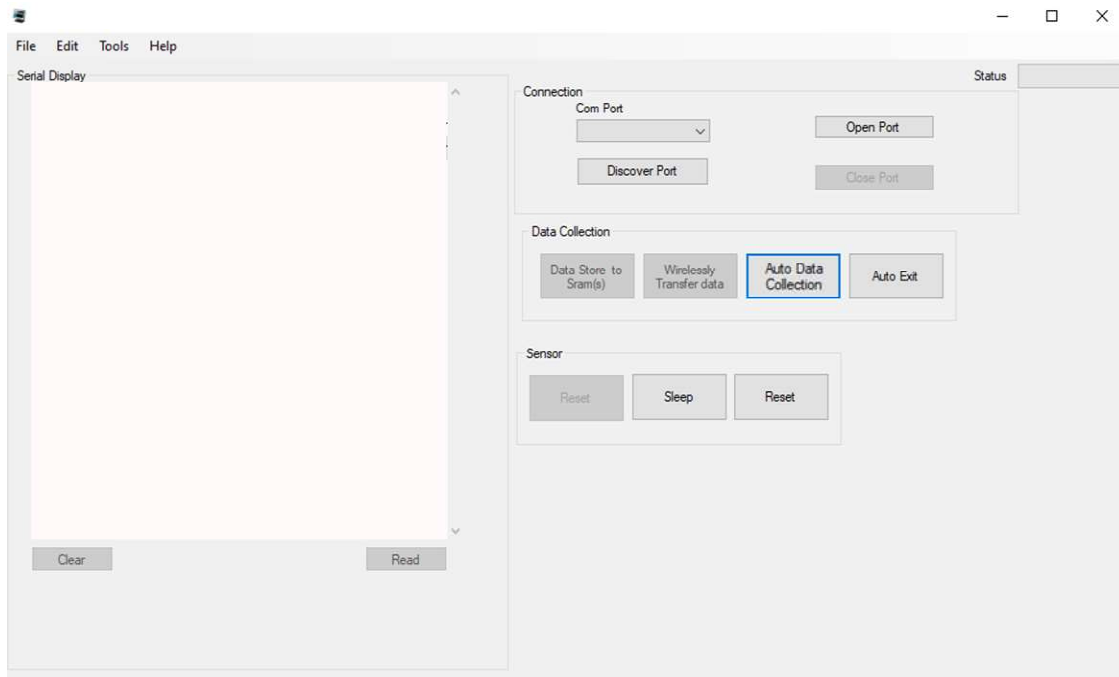 File Edit Tools Help
Serial Display
Status
Connection
Com Port
Open Port
Discover Port
Close Port
Data Collection
Data Store to
Sram(s)
Wirelessly
Transfer data
Auto Data
Collection
Auto Exit
Sensor
Reset
Sleep
Reset
Clear
Read